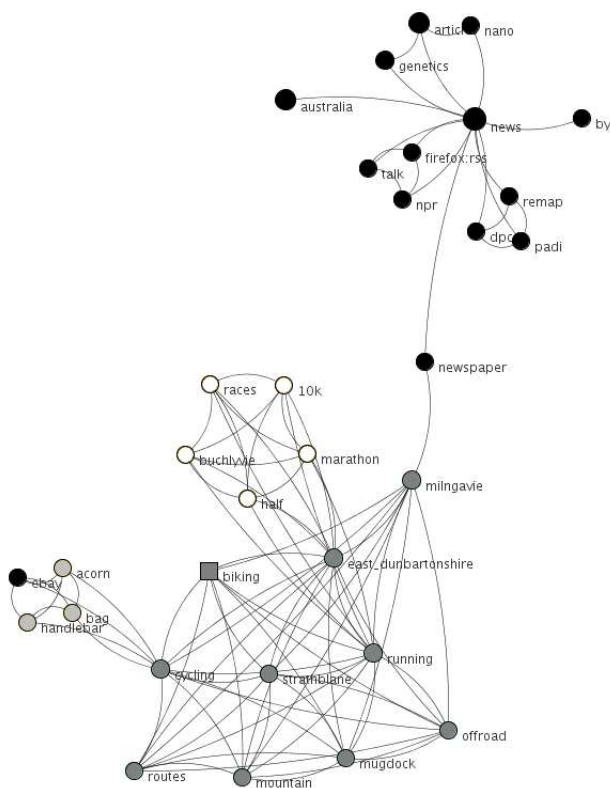 artic
nano
genetics
australia
news
by
firefox:rss
talk
npr
remap
dpc
padi
newspaper
races
10k
buchlyvie
marathon
half
milngavie
east_dunbartonshire
biking
acorn
ebay
bag
handlebar
cycling
strathblane
running
offroad
mugdock
routes
mountain